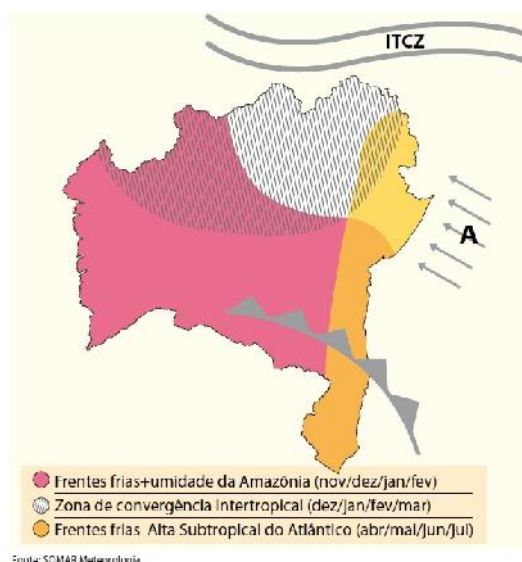 ITCZ
A
Frentes frias+umidade da Amazônia (nov/dez/jan/fev)
Zona de convergência Intertropical (dez/jan/fev/mar)
Frentes frias Alta Subtropical do Atlântico (abr/mai/jun/jul)
Fonte: SOMAR Meteorologia